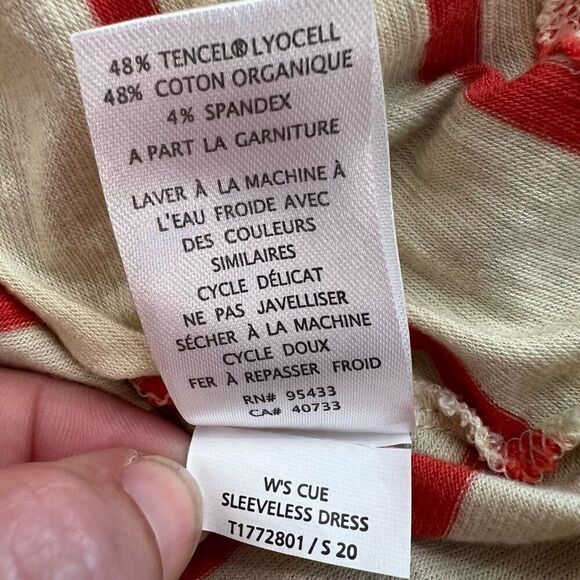 48% TENCEL®LYOCELL
48% COTON ORGANIQUE
4% SPANDEX
A PART LA GARNITURE
LAVER À LA MACHINE À
L'EAU FROIDE AVEC
DES COULEURS
SIMILAIRES
CYCLE DÉLICAT
NE PAS JAVELLISER
SÉCHER À LA MACHINE
CYCLE DOUX
FER À REPASSER FROID
RN# 95433
CA# 40733
W'S CUE
SLEEVELESS DRESS
T1772801 / S 20